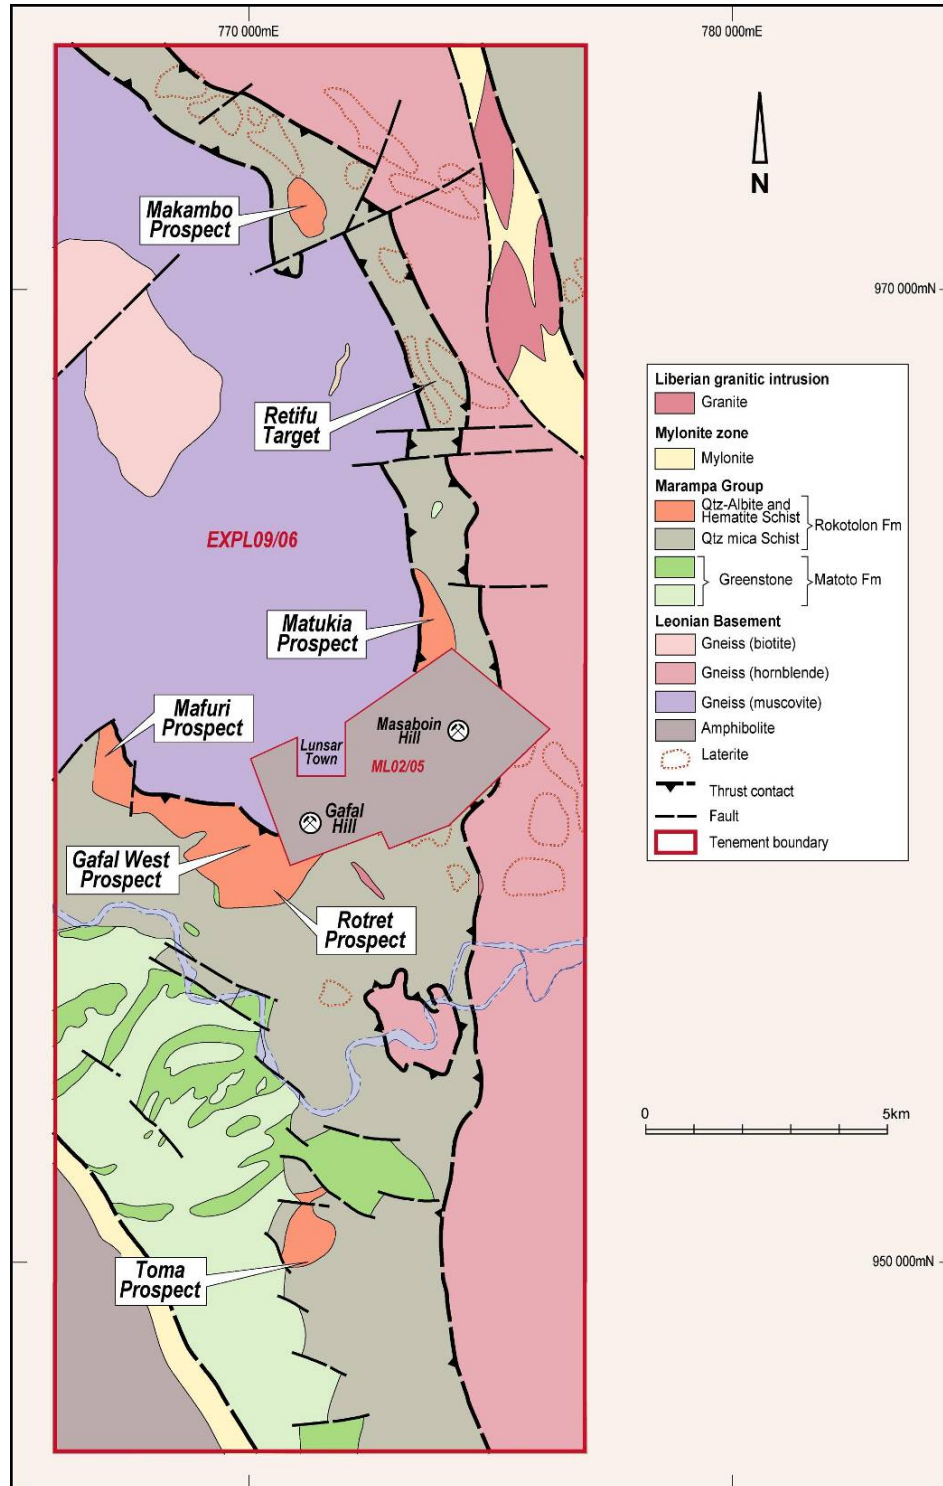 770 000mE
780 000mE
N
Makambo
Prospect
970 000mN
Retifu
Target
EXPL09/06
Matukia
Prospect
Mafuri
Prospect
Masaboin
Hill
Lunsar
Town
ML02/05
Gafal
Hill
Gafal West
Prospect
Rotret
Prospect
Toma
Prospect
Liberian granitic intrusion
Granite
Mylonite zone
Mylonite
Marampa Group
Qtz-Albite and
Hematite Schist
Rokotolon Fm
Qtz mica Schist
Greenstone
Matoto Fm
Leonian Basement
Gneiss (biotite)
Gneiss (hornblende)
Gneiss (muscovite)
Amphibolite
Laterite
Thrust contact
Fault
Tenement boundary
0
5km
950 000mN